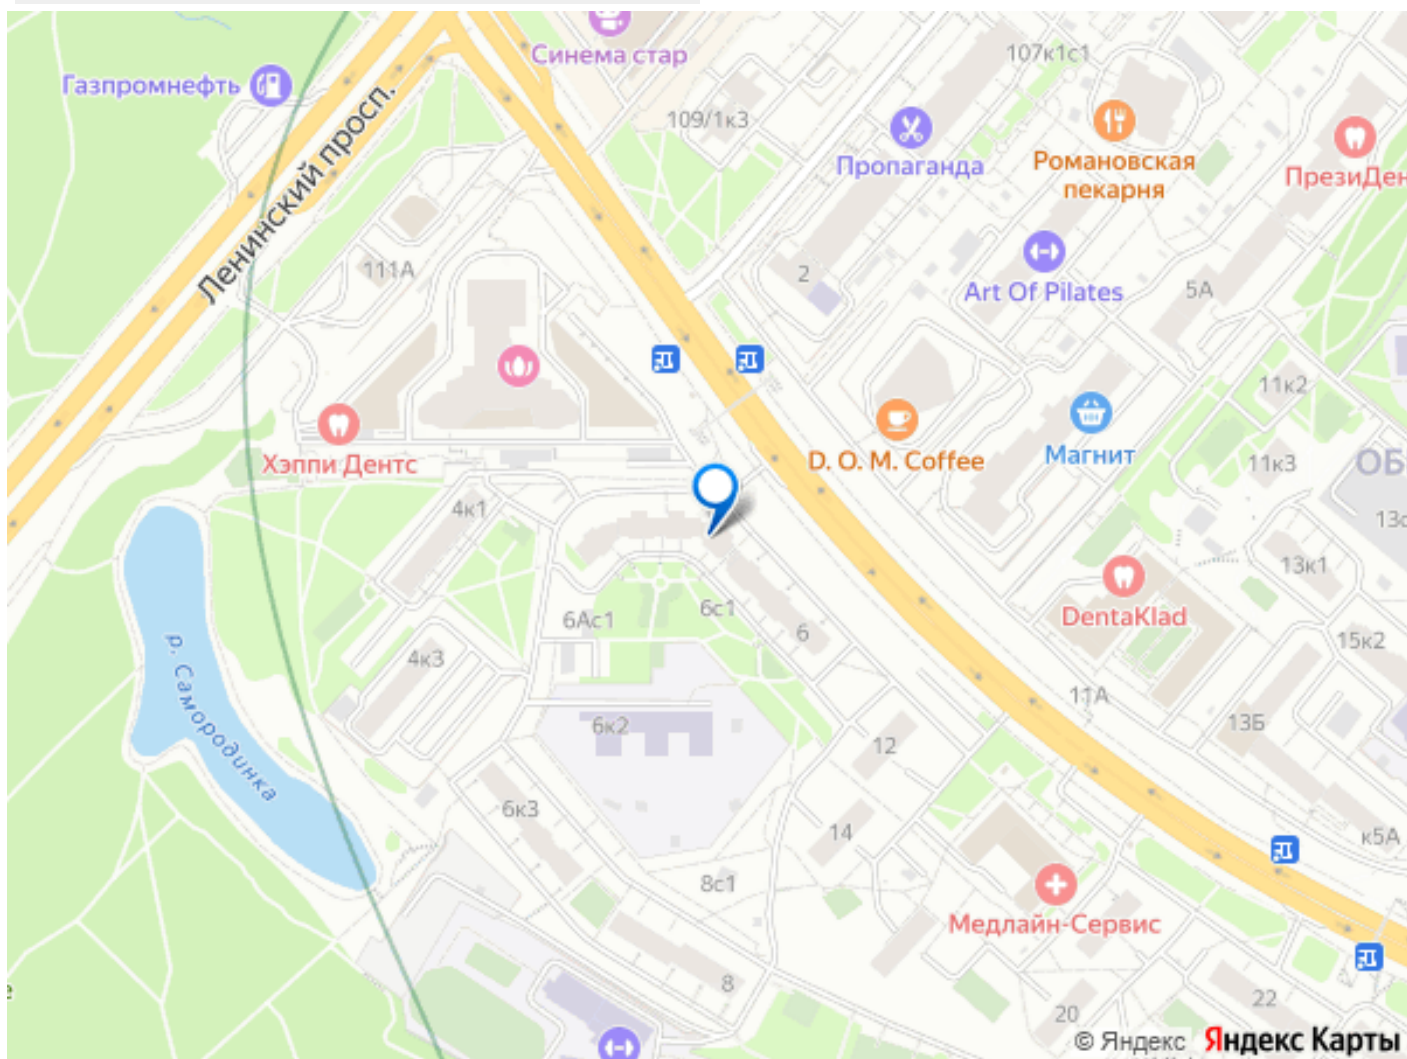 Синема стар
107к1с1
Газпромнефть
109/1к3
Пропаганда
Романовская
пекарня
ПрезиДен
Ленинский просп.
111А
2
Art Of Pilates
5А
11к2
D. O. M. Coffee
Магнит
Хэппи Дентс
11к3
ОБ
4к1
13к1
6Ас1
6с1
6
DentaKlad
15к2
4к3
р. Самородинка
11А
13Б
6к2
12
6к3
14
к5А
8с1
Медлайн-Сервис
8
20
22
© Яндекс Яндекс Карты